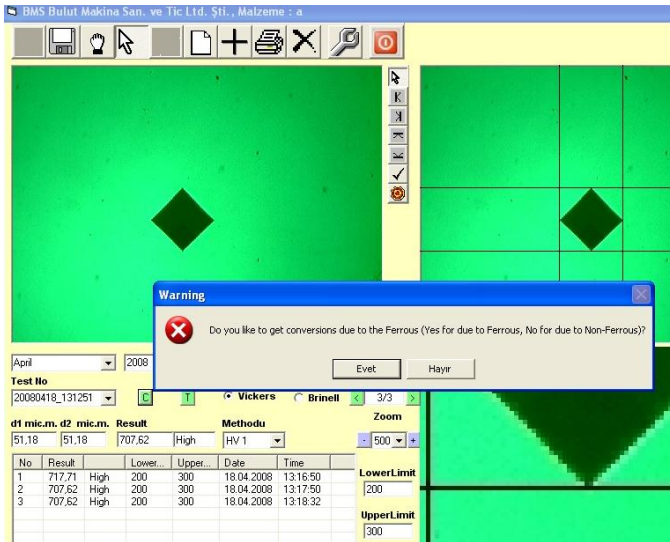 BMS Bulut Makina San. ve Tic Ltd. Şti., Malzeme : a
K
Warning
Do you like to get conversions due to the Ferrous (Yes for due to Ferrous, No for due to Non-Ferrous)?
Evet Hayır
April 2008
Test No
20080418_131251 C T Vickers Brinell < 3/3 >
d1 mic.m. d2 mic.m. Result Methodu Zoom
51,18 51,18 707,62 High HV 1 - 500 +
No Result Lower... Upper... Date Time
1 717,71 High 200 300 18.04.2008 13:16:50
2 707,62 High 200 300 18.04.2008 13:17:50
3 707,62 High 200 300 18.04.2008 13:18:32
LowerLimit
200
UpperLimit
300